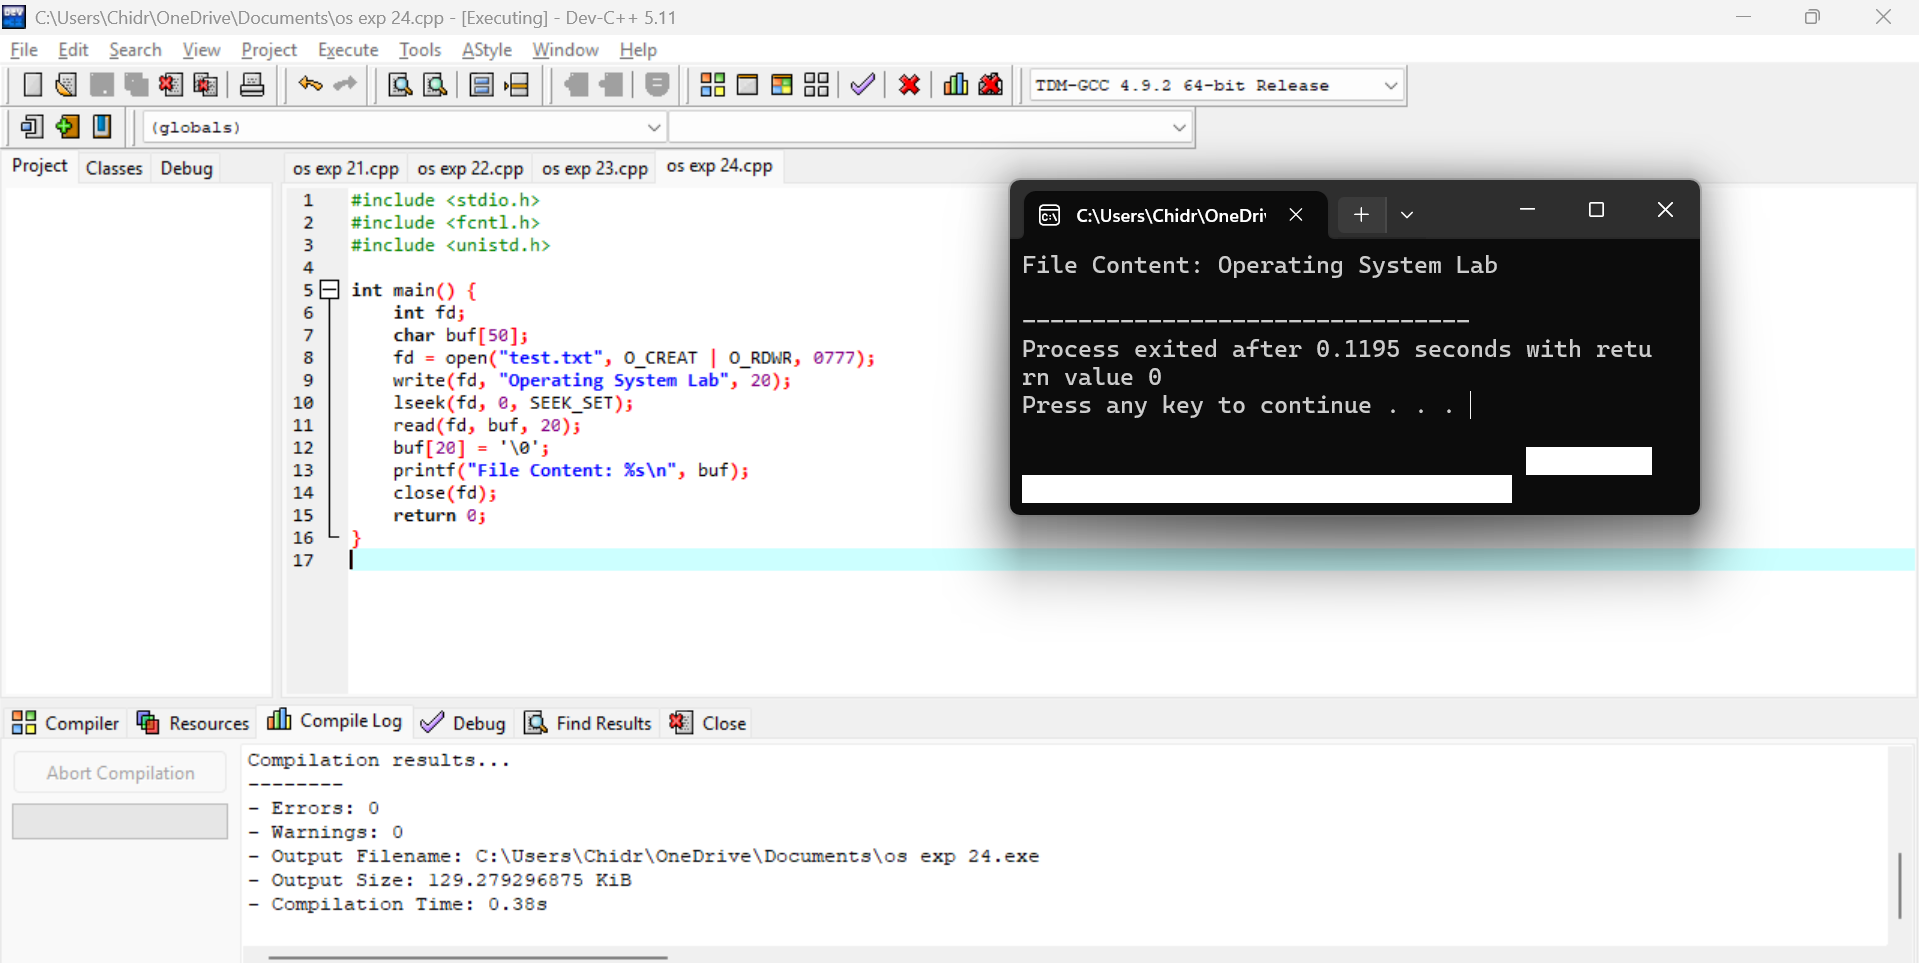 C:\Users\Chidr\OneDrive\Documents\os exp 24.cpp - [Executing] - Dev-C++ 5.11
File Edit Search View Project Execute Tools AStyle Window Help
TDM-GCC 4.9.2 64-bit Release
(globals)
Project Classes Debug
os exp 21.cpp os exp 22.cpp os exp 23.cpp os exp 24.cpp
1 #include <stdio.h>
2 #include <fcntl.h>
3 #include <unistd.h>
4
5 int main() {
6 int fd;
7 char buf[50];
8 fd = open("test.txt", O_CREAT | O_RDWR, 0777);
9 write(fd, "Operating System Lab", 20);
10 lseek(fd, 0, SEEK_SET);
11 read(fd, buf, 20);
12 buf[20] = '\0';
13 printf("File Content: %s\n", buf);
14 close(fd);
15 return 0;
16 }
17
C:\Users\Chidr\OneDri
File Content: Operating System Lab
--------------------------------
Process exited after 0.1195 seconds with retu
rn value 0
Press any key to continue . . .
Compiler Resources Compile Log Debug Find Results Close
Abort Compilation
Compilation results...
--------
- Errors: 0
- Warnings: 0
- Output Filename: C:\Users\Chidr\OneDrive\Documents\os exp 24.exe
- Output Size: 129.279296875 KiB
- Compilation Time: 0.38s